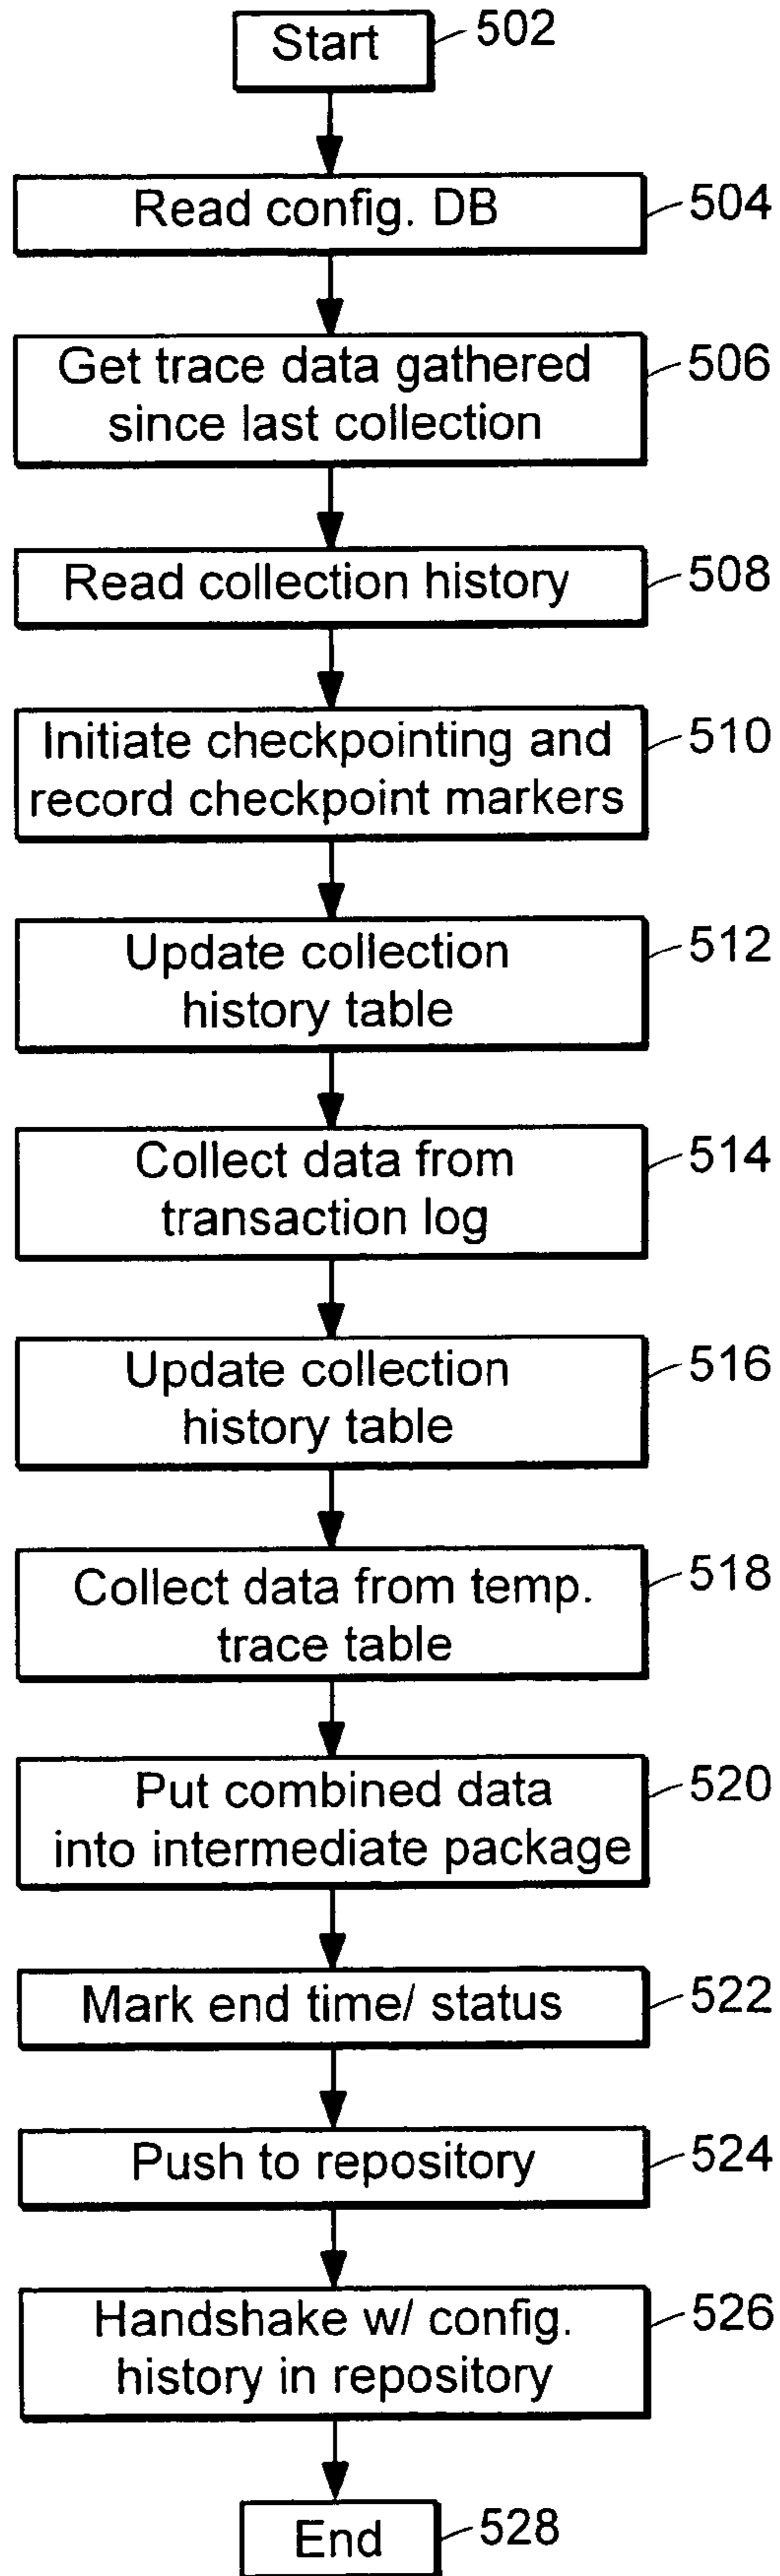 Start
502
Read config. DB
504
Get trace data gathered
since last collection
506
Read collection history
508
Initiate checkpointing and
record checkpoint markers
510
Update collection
history table
512
Collect data from
transaction log
514
Update collection
history table
516
Collect data from temp.
trace table
518
Put combined data
into intermediate package
520
Mark end time/ status
522
Push to repository
524
Handshake w/ config.
history in repository
526
End
528